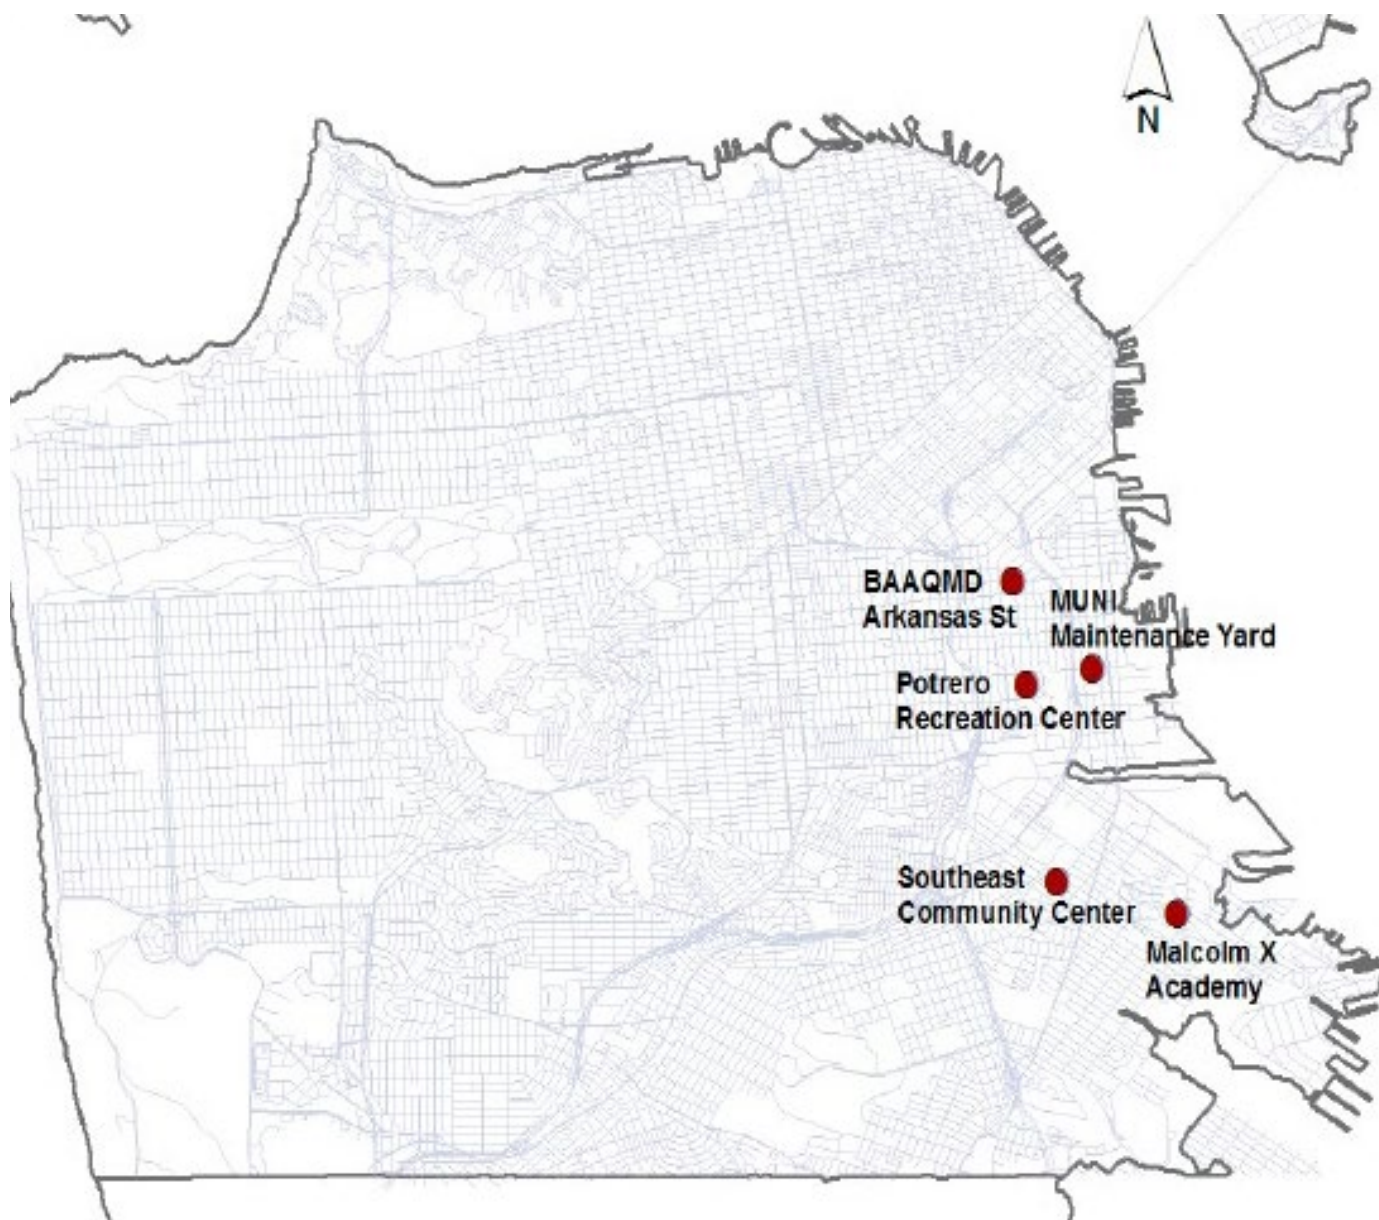 N
BAAQMD
Arkansas St
MUNI
Maintenance Yard
Potrero
Recreation Center
Southeast
Community Center
Malcolm X
Academy